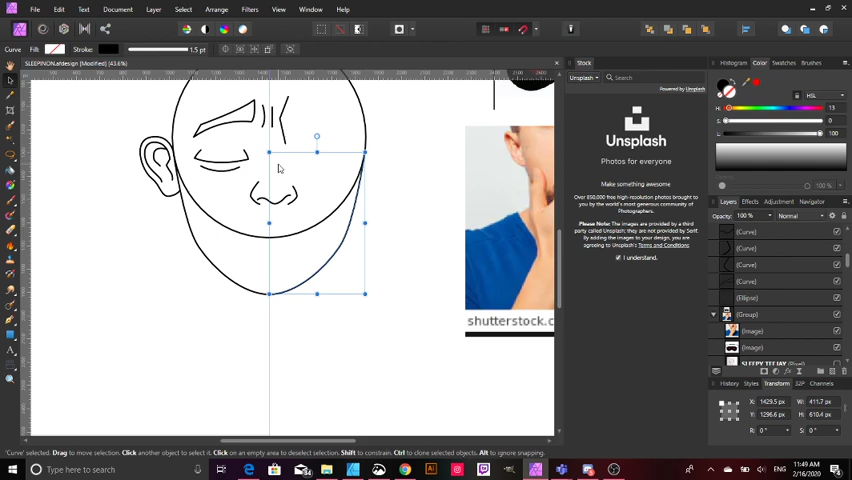 File Edit Text Document Layer Select Arrange Filters View Window Help
Curve Fill: Stroke: 1.5 pt
SLEEPINON.afdesign [Modified] (43.6%)
Stock
Unsplash Search
Powered by Unsplash
Unsplash
Photos for everyone
Make something awesome
Over 850,000 free high-resolution photos brought to you by the world's most generous community of Photographers.
Please Note: The images are provided by a third party called Unsplash; they are not provided by Serif. By adding the images to your design, you are agreeing to Unsplash's Terms and Conditions
I understand.
shutterstock.c
Histogram Color Swatches Brushes
HSL
H: 13
S: 0
L: 100
100 %
Layers Effects Adjustment Navigator
Opacity: 100 % Normal
(Curve)
(Curve)
(Curve)
(Curve)
(Ellipse)
(Group)
(Image)
(Image)
SLEEPY TEEJAY (Pixel)
History Styles Transform 32P Channels
X: 1429.5 px W: 411.7 px
Y: 1296.6 px H: 610.4 px
R: 0 ° S: 0 °
'Curve' selected. Drag to move selection. Click another object to select it. Click on an empty area to deselect selection. Shift to constrain. Ctrl to clone selected objects. Alt to ignore snapping.
Type here to search
ENG
11:49 AM
2/16/2020